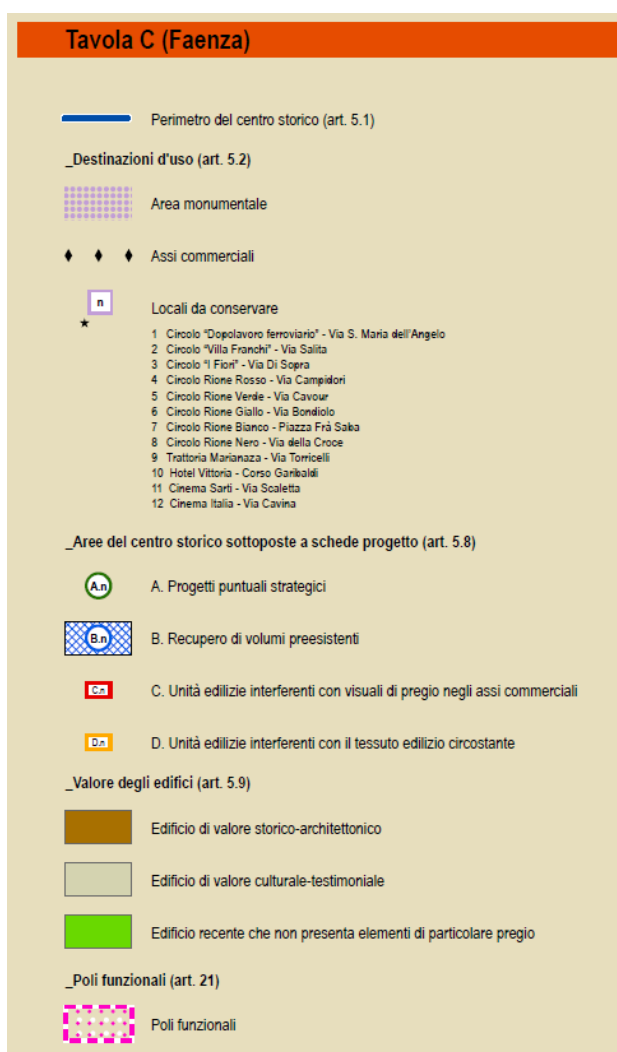 Tavola C (Faenza)
Perimetro del centro storico (art. 5.1)
_Destinazioni d'uso (art. 5.2)
Area monumentale
Assi commerciali
n
Locali da conservare
1 Circolo "Dopolavoro ferroviario" - Via S. Maria dell'Angelo
2 Circolo "Villa Franchi" - Via Salita
3 Circolo "I Fiori" - Via Di Sopra
4 Circolo Rione Rosso - Via Campidori
5 Circolo Rione Verde - Via Cavour
6 Circolo Rione Giallo - Via Bondiolo
7 Circolo Rione Bianco - Piazza Frà Saba
8 Circolo Rione Nero - Via della Croce
9 Trattoria Marianaza - Via Torricelli
10 Hotel Vittoria - Corso Garibaldi
11 Cinema Sarti - Via Scaletta
12 Cinema Italia - Via Cavina
_Aree del centro storico sottoposte a schede progetto (art. 5.8)
A.n A. Progetti puntuali strategici
B.n B. Recupero di volumi preesistenti
C.n C. Unità edilizie interferenti con visuali di pregio negli assi commerciali
D.n D. Unità edilizie interferenti con il tessuto edilizio circostante
_Valore degli edifici (art. 5.9)
Edificio di valore storico-architettonico
Edificio di valore culturale-testimoniale
Edificio recente che non presenta elementi di particolare pregio
_Poli funzionali (art. 21)
Poli funzionali